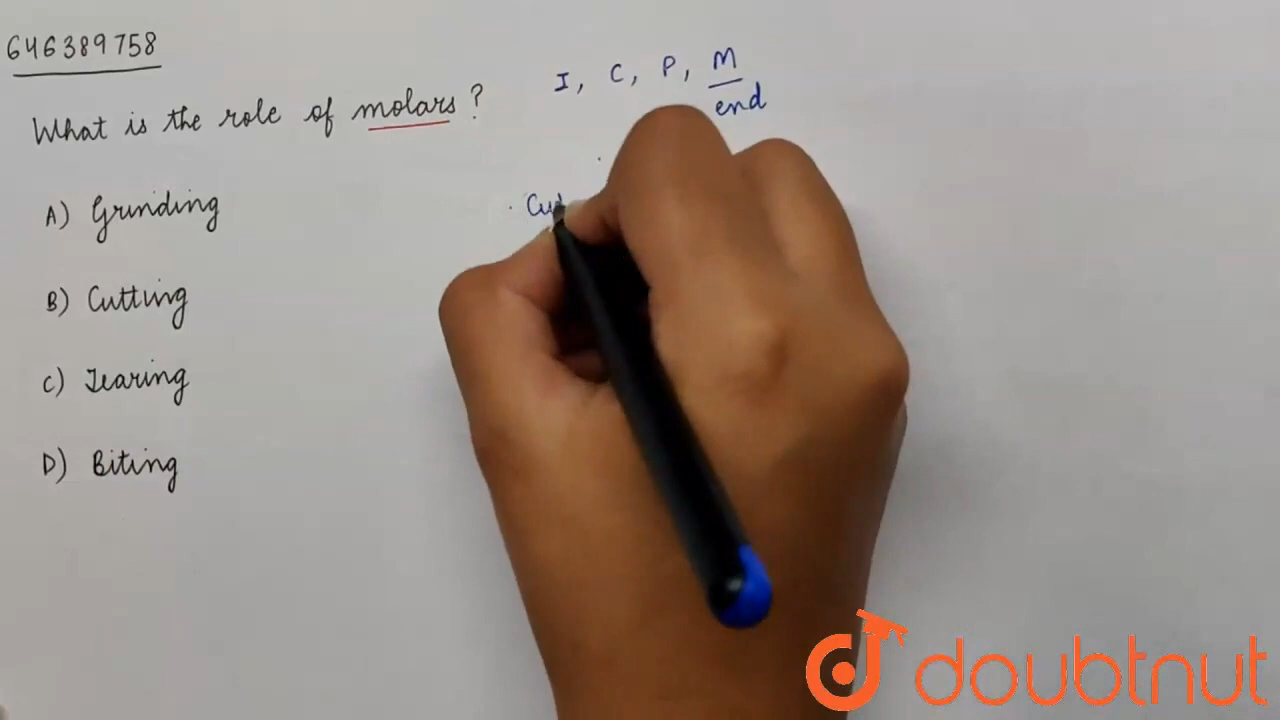 646389758
I, C, P, M
end
What is the role of molars?
A) Grinding
B) Cutting
C) Tearing
D) Biting
doubtnut